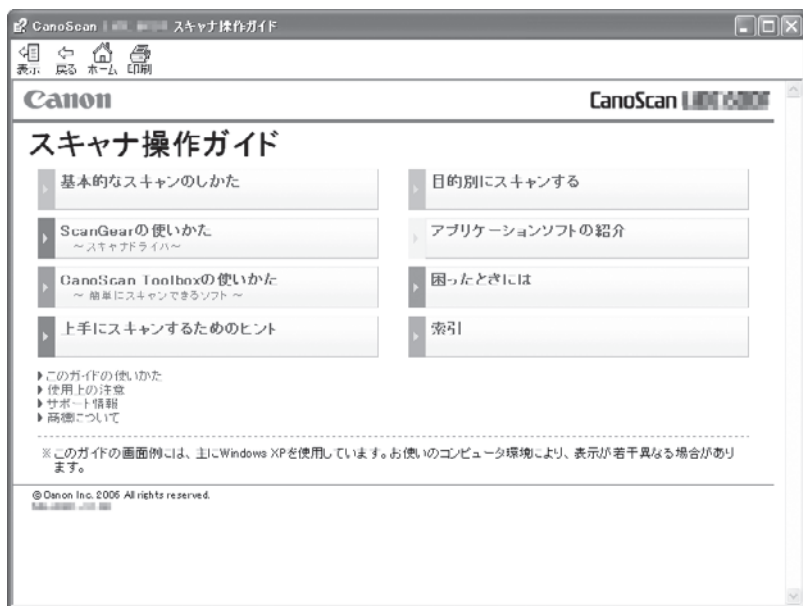 CanoScan スキャナ操作ガイド
表示 戻る ホーム 印刷
Canon
CanoScan
スキャナ操作ガイド
基本的なスキャンのしかた
目的別にスキャンする
ScanGearの使いかた
～スキャナドライバ～
アプリケーションソフトの紹介
CanoScan Toolboxの使いかた
～ 簡単にスキャンできるソフト ～
困ったときには
上手にスキャンするためのヒント
索引
このガイドの使いかた
使用上の注意
サポート情報
商標について
※このガイドの画面例には、主にWindows XPを使用しています。お使いのコンピュータ環境により、表示が若干異なる場合があり
ます。
© Canon Inc. 2006 All rights reserved.